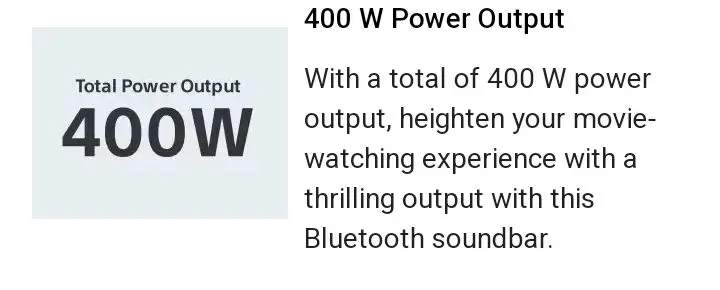 Total Power Output
400W
400 W Power Output
With a total of 400 W power
output, heighten your movie-
watching experience with a
thrilling output with this
Bluetooth soundbar.